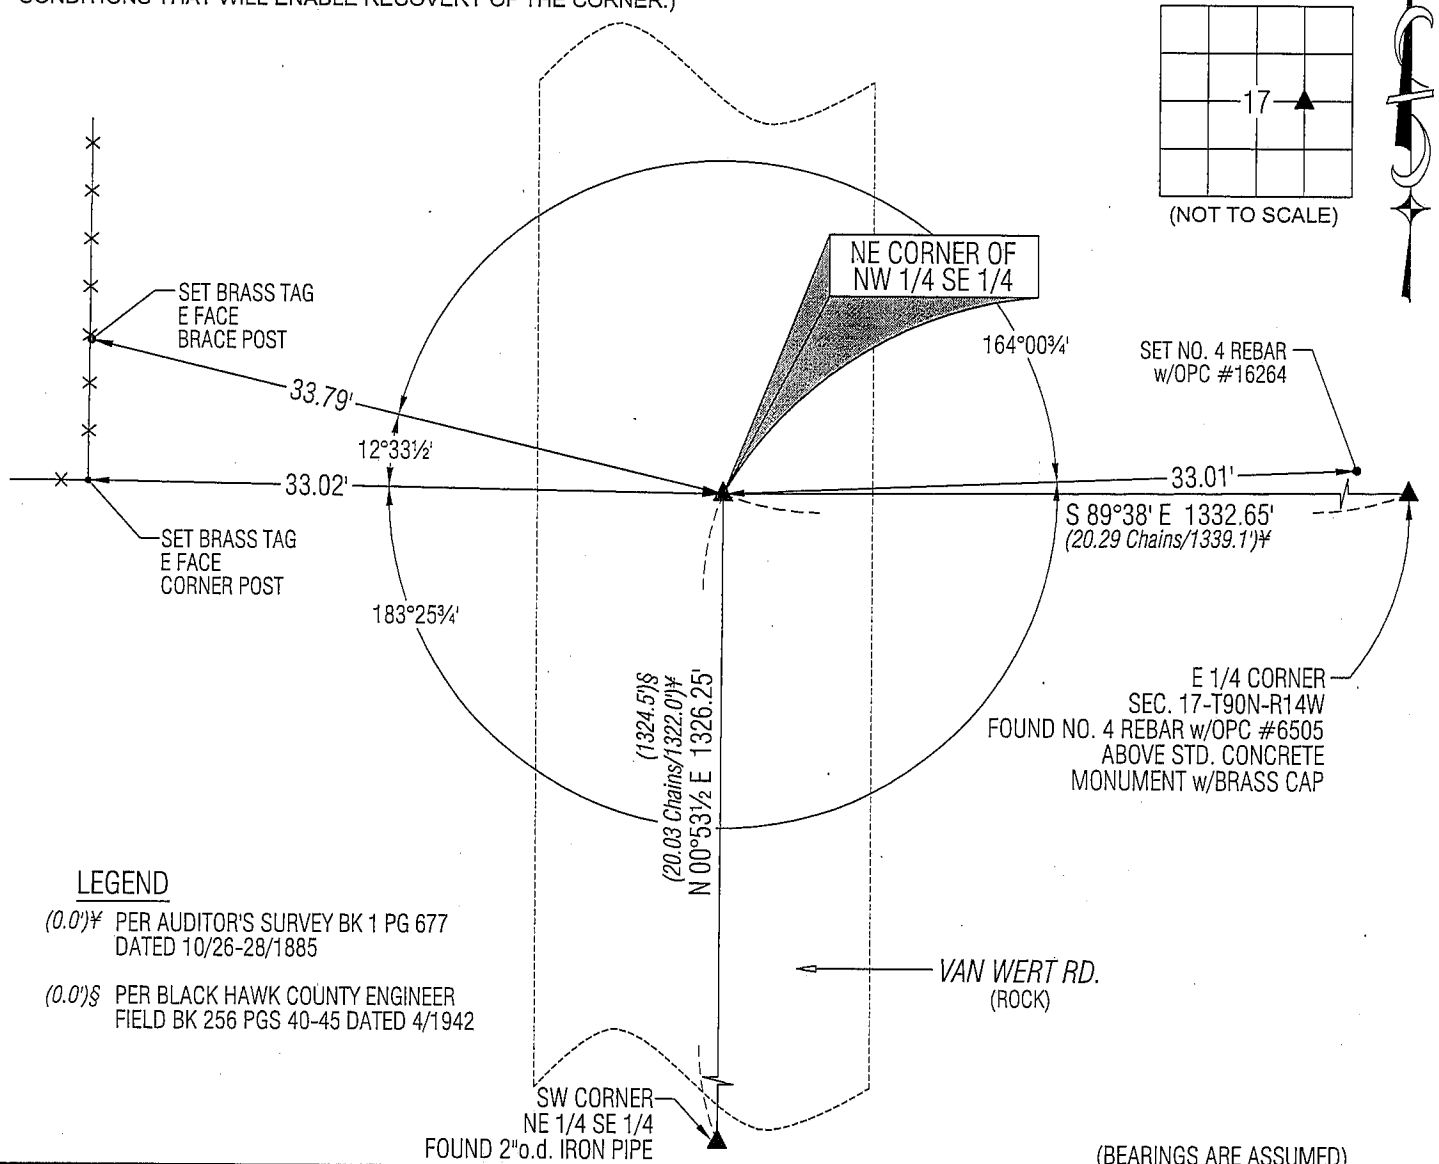 CONDITIONS THAT WILL ENABLE RECOVERY OF THE CORNER.)
17
(NOT TO SCALE)
NE CORNER OF
NW 1/4 SE 1/4
SET BRASS TAG
E FACE
BRACE POST
164°00¾'
SET NO. 4 REBAR
w/OPC #16264
33.79'
12°33½'
33.02'
33.01'
S 89°38' E 1332.65'
(20.29 Chains/1339.1')¥
SET BRASS TAG
E FACE
CORNER POST
183°25¾'
(1324.5')§
(20.03 Chains/1322.0')¥
N 00°53½ E 1326.25'
E 1/4 CORNER
SEC. 17-T90N-R14W
FOUND NO. 4 REBAR w/OPC #6505
ABOVE STD. CONCRETE
MONUMENT w/BRASS CAP
LEGEND
(0.0')¥ PER AUDITOR'S SURVEY BK 1 PG 677
DATED 10/26-28/1885
(0.0')§ PER BLACK HAWK COUNTY ENGINEER
FIELD BK 256 PGS 40-45 DATED 4/1942
VAN WERT RD.
(ROCK)
SW CORNER
NE 1/4 SE 1/4
FOUND 2"o.d. IRON PIPE
(BEARINGS ARE ASSUMED)